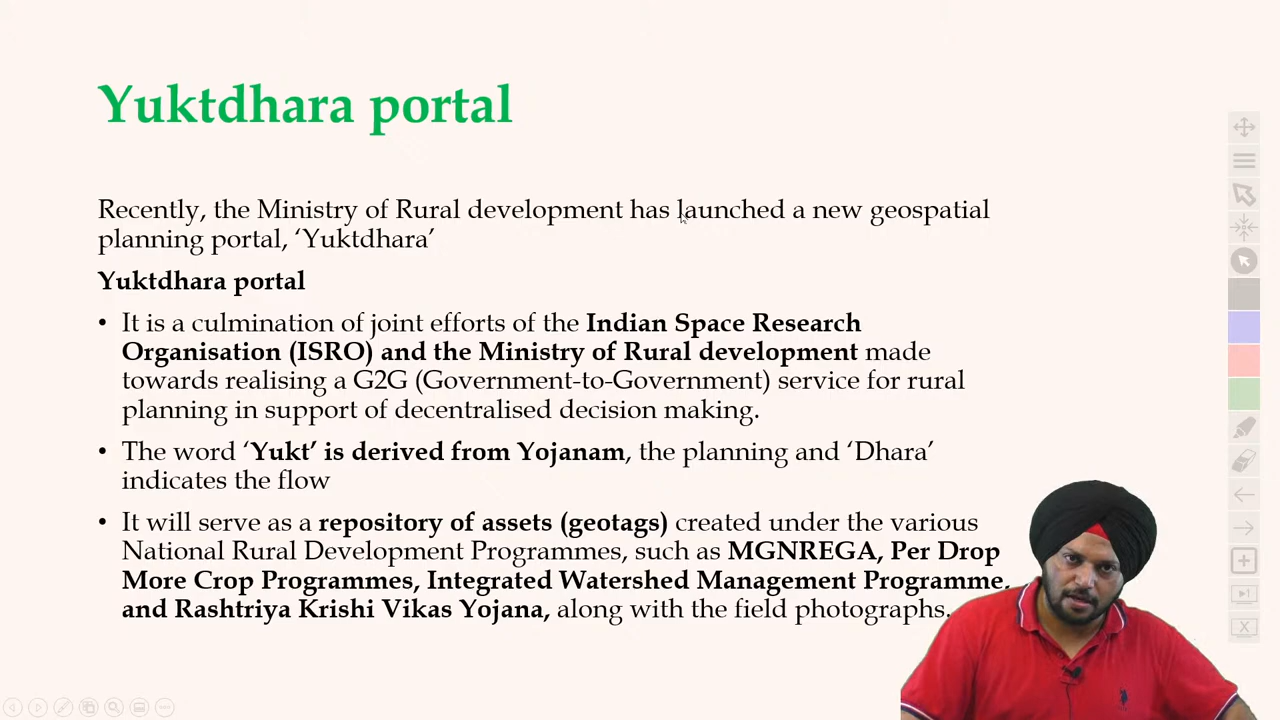 Yuktdhara portal
Recently, the Ministry of Rural development has launched a new geospatial
planning portal, ‘Yuktdhara’
Yuktdhara portal
• It is a culmination of joint efforts of the Indian Space Research
Organisation (ISRO) and the Ministry of Rural development made
towards realising a G2G (Government-to-Government) service for rural
planning in support of decentralised decision making.
• The word ‘Yukt’ is derived from Yojanam, the planning and ‘Dhara’
indicates the flow
• It will serve as a repository of assets (geotags) created under the various
National Rural Development Programmes, such as MGNREGA, Per Drop
More Crop Programmes, Integrated Watershed Management Programme,
and Rashtriya Krishi Vikas Yojana, along with the field photographs.